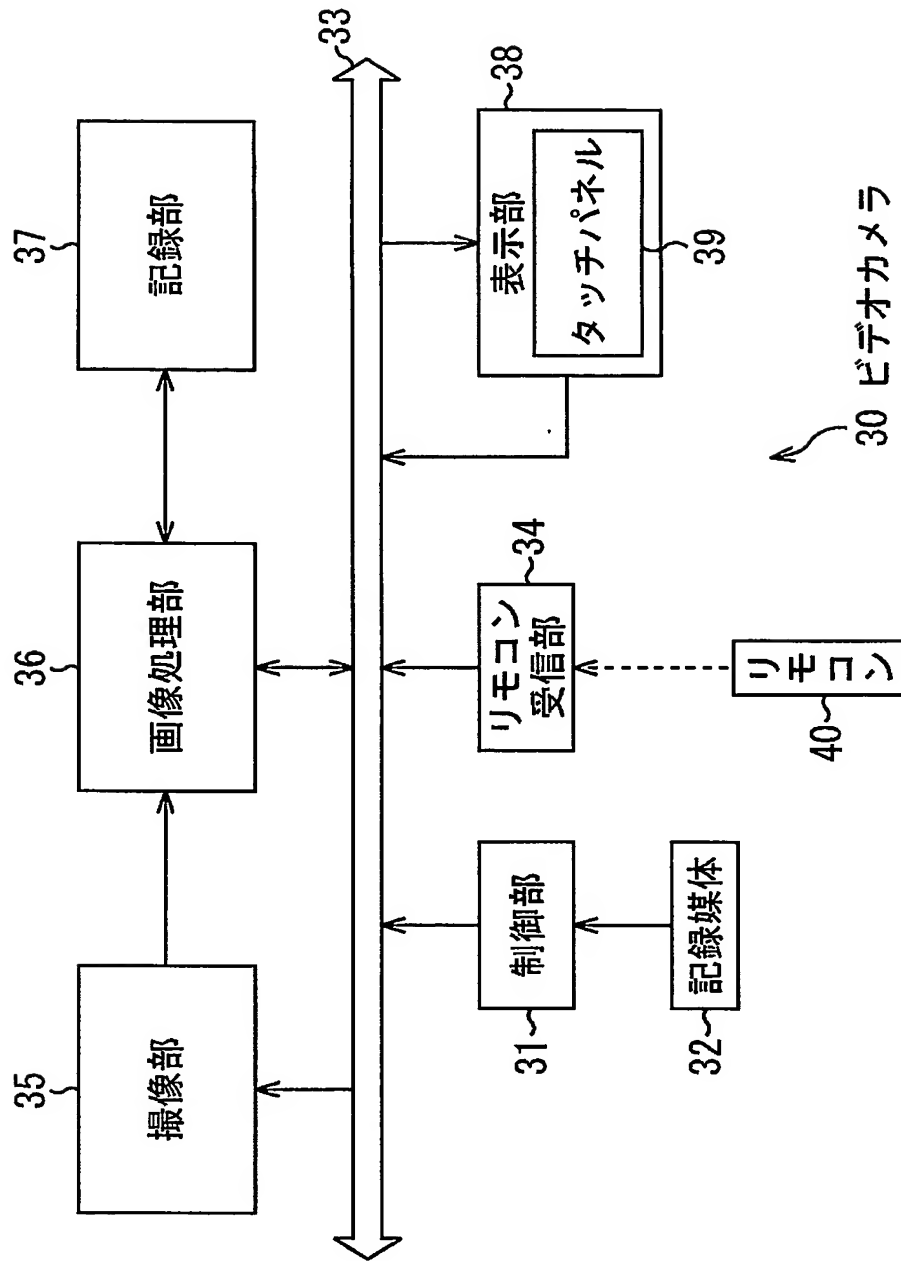 35
撮像部
36
画像処理部
37
記録部
33
31
制御部
32
記録媒体
34
リモコン
受信部
40
リモコン
38
表示部
タッチパネル
39
30 ビデオカメラ